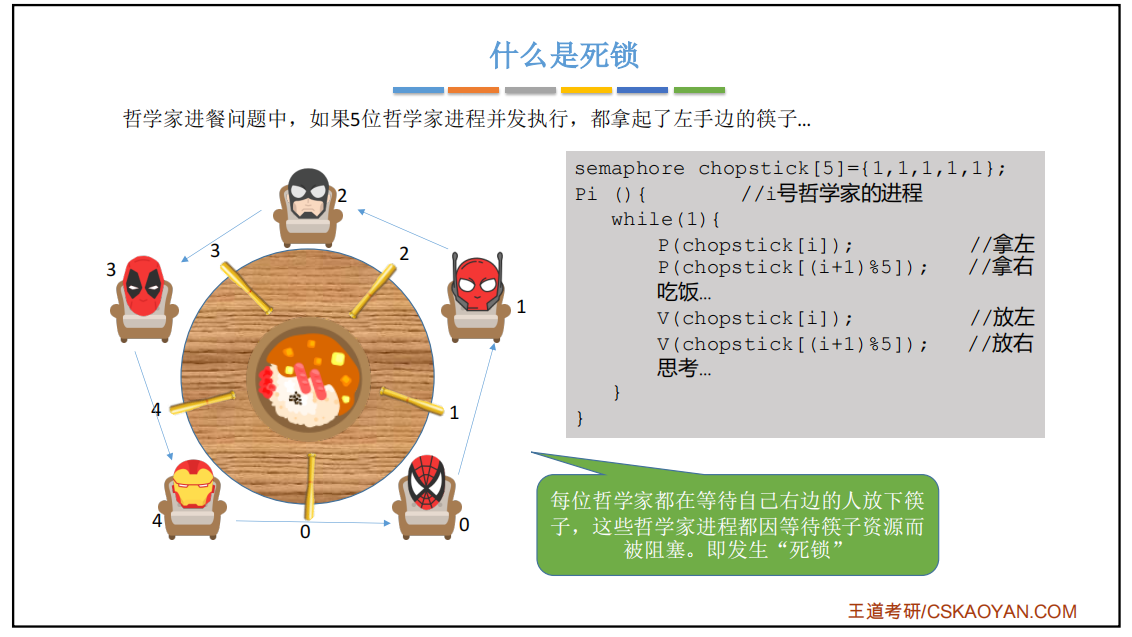 什么是死锁
哲学家进餐问题中，如果5位哲学家进程并发执行，都拿起了左手边的筷子…
semaphore chopstick[5]={1,1,1,1,1};
Pi (){ //i号哲学家的进程
while(1){
P(chopstick[i]); //拿左
P(chopstick[(i+1)%5]); //拿右
吃饭…
V(chopstick[i]); //放左
V(chopstick[(i+1)%5]); //放右
思考…
}
}
2
3
2
3
1
4
1
4
0
0
每位哲学家都在等待自己右边的人放下筷
子，这些哲学家进程都因等待筷子资源而
被阻塞。即发生“死锁”
王道考研/CSKAOYAN.COM